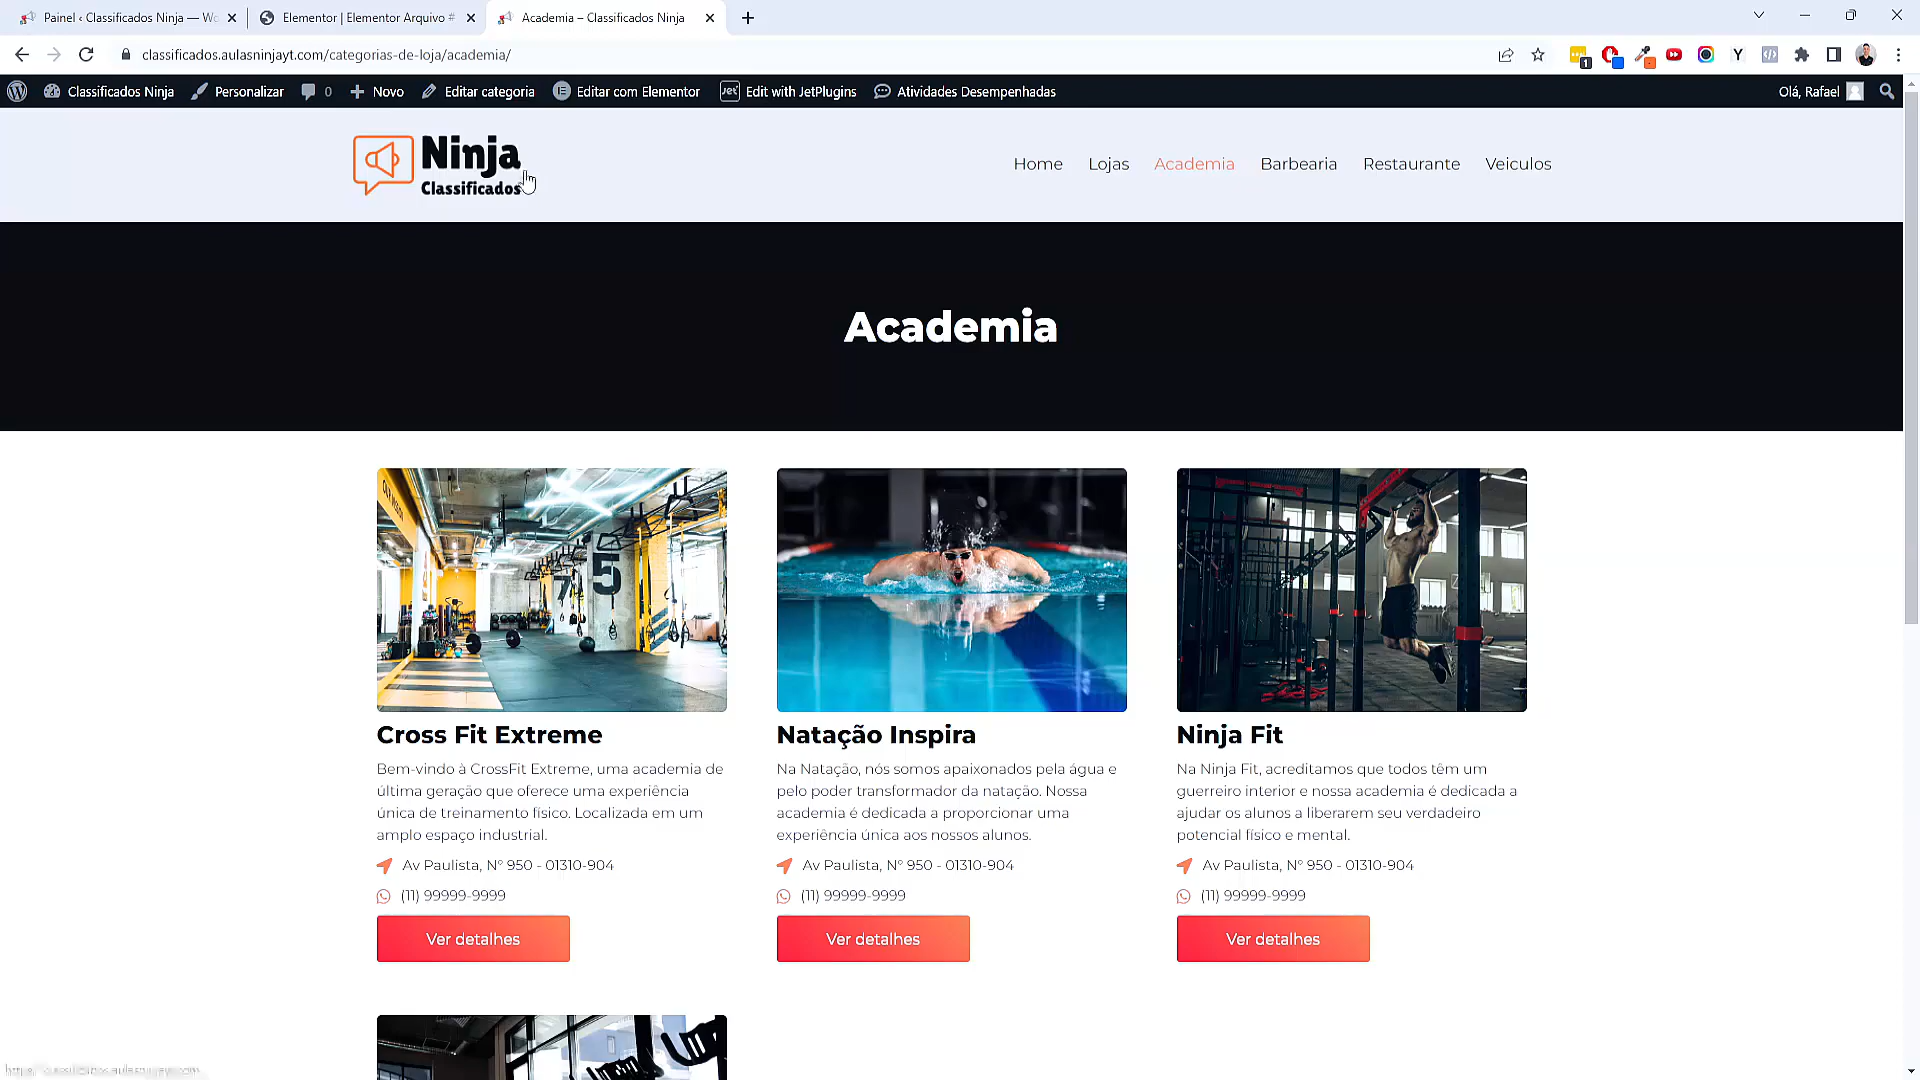 Painel ‹ Classificados Ninja — Wo
Elementor | Elementor Arquivo #
Academia – Classificados Ninja
classificados.aulasninjayt.com/categorias-de-loja/academia/
1
Y
Classificados Ninja
Personalizar
0
Novo
Editar categoria
Editar com Elementor
Jet
Edit with JetPlugins
Atividades Desempenhadas
Olá, Rafael
Ninja
Classificados
Home
Lojas
Academia
Barbearia
Restaurante
Veiculos
Academia
Cross Fit Extreme
Bem-vindo à CrossFit Extreme, uma academia de
última geração que oferece uma experiência
única de treinamento físico. Localizada em um
amplo espaço industrial.
Av Paulista, Nº 950 - 01310-904
(11) 99999-9999
Ver detalhes
Natação Inspira
Na Natação, nós somos apaixonados pela água e
pelo poder transformador da natação. Nossa
academia é dedicada a proporcionar uma
experiência única aos nossos alunos.
Av Paulista, Nº 950 - 01310-904
(11) 99999-9999
Ver detalhes
Ninja Fit
Na Ninja Fit, acreditamos que todos têm um
guerreiro interior e nossa academia é dedicada a
ajudar os alunos a liberarem seu verdadeiro
potencial físico e mental.
Av Paulista, Nº 950 - 01310-904
(11) 99999-9999
Ver detalhes